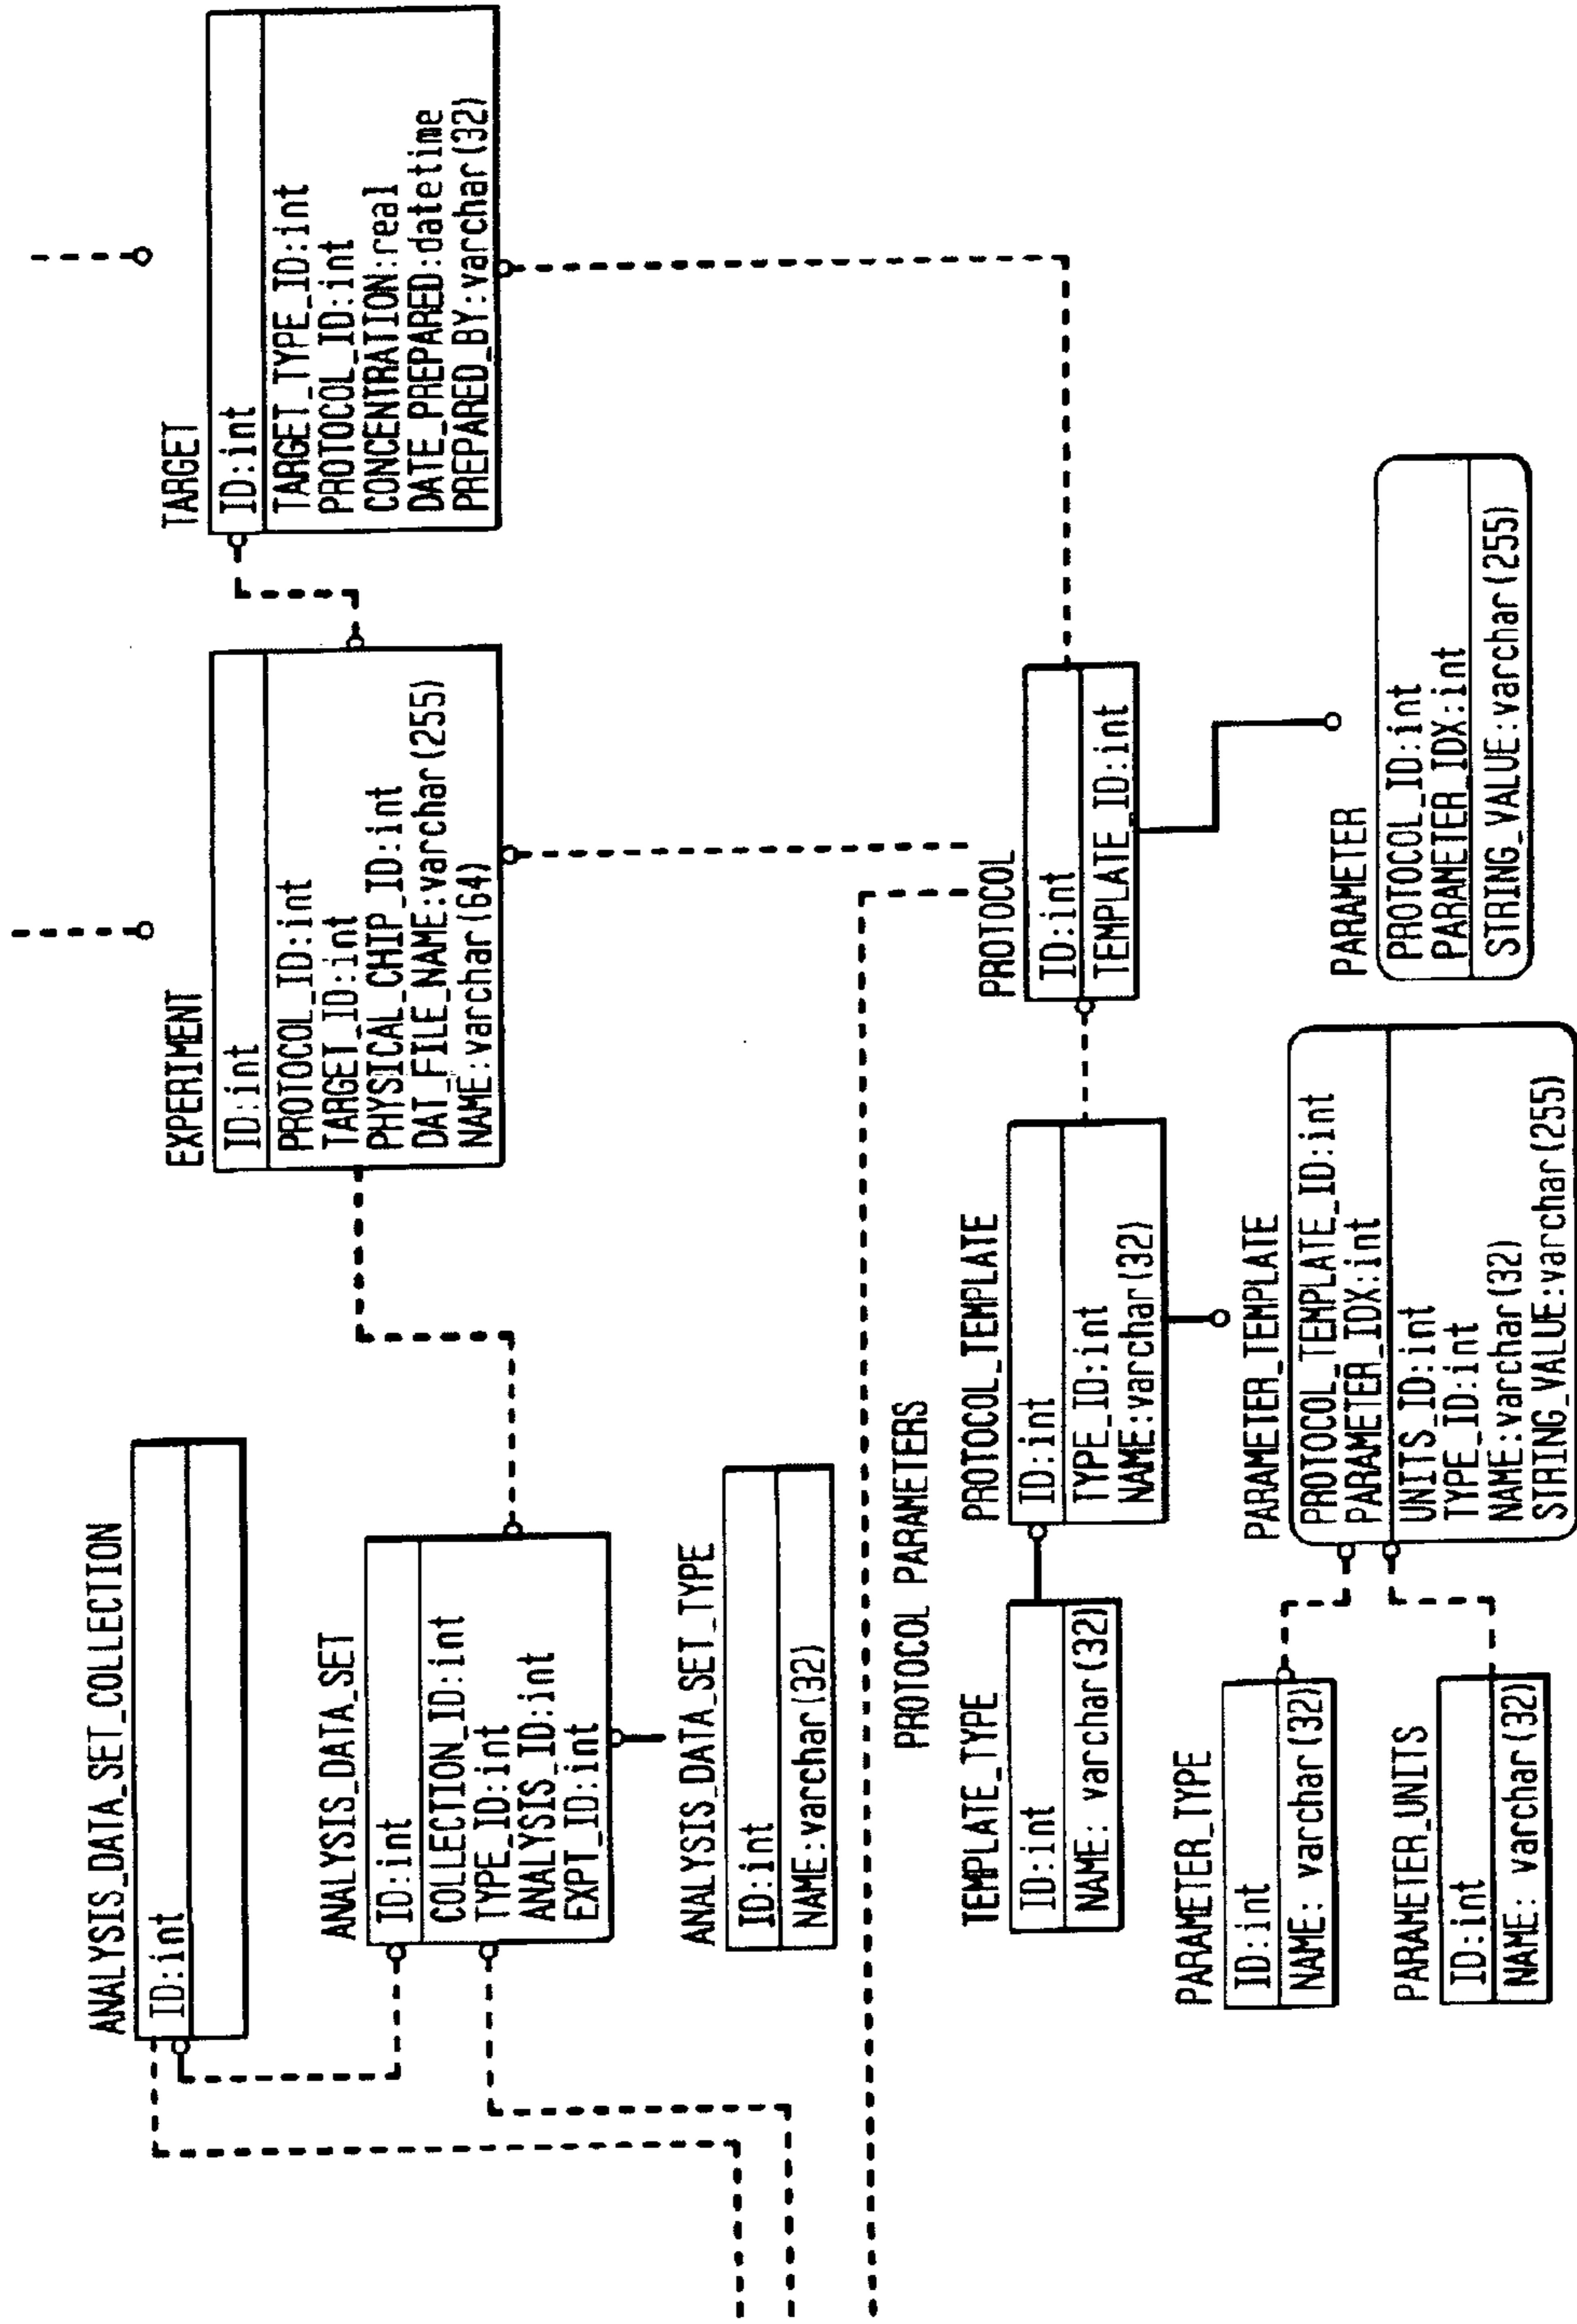 ANALYSIS_DATA_SET_COLLECTION
ID:int
ANALYSIS_DATA_SET
ID:int
COLLECTION_ID:int
TYPE_ID:int
ANALYSIS_ID:int
EXPT_ID:int
ANALYSIS_DATA_SET_TYPE
ID:int
NAME:varchar(32)
EXPERIMENT
ID:int
PROTOCOL_ID:int
TARGET_ID:int
PHYSICAL_CHIP_ID:int
DAT_FILE_NAME:varchar(255)
NAME:varchar(64)
TARGET
ID:int
TARGET_TYPE_ID:int
PROTOCOL_ID:int
CONCENTRATION:real
DATE_PREPARED:datetime
PREPARED_BY:varchar(32)
PROTOCOL PARAMETERS
TEMPLATE_TYPE
ID:int
NAME: varchar(32)
PROTOCOL_TEMPLATE
ID:int
TYPE_ID:int
NAME:varchar(32)
PROTOCOL
ID:int
TEMPLATE_ID:int
PARAMETER_TYPE
ID:int
NAME: varchar(32)
PARAMETER_UNITS
ID:int
NAME: varchar(32)
PARAMETER_TEMPLATE
PROTOCOL_TEMPLATE_ID:int
PARAMETER_IDX:int
UNITS_ID:int
TYPE_ID:int
NAME:varchar(32)
STRING_VALUE:varchar(255)
PARAMETER
PROTOCOL_ID:int
PARAMETER_IDX:int
STRING_VALUE:varchar(255)